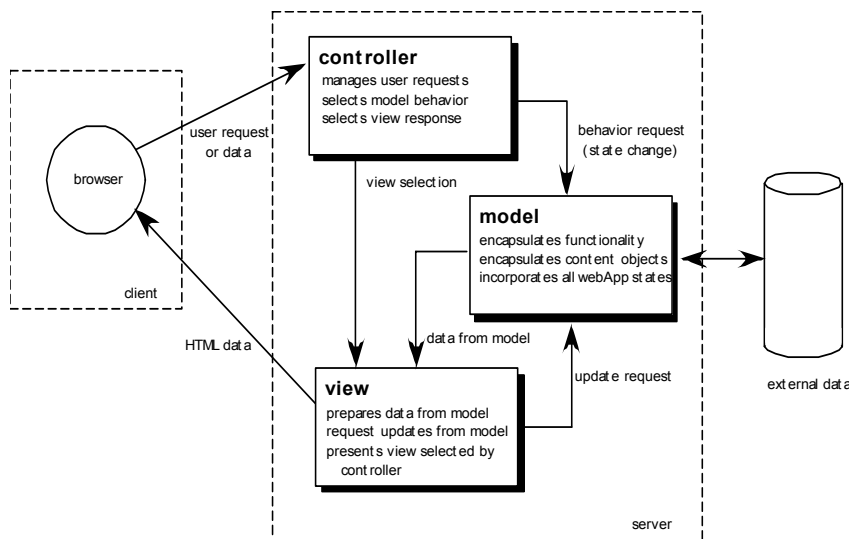 controller
manages user requests
selects model behavior
selects view response
user request
or data
behavior request
(state change)
browser
view selection
model
encapsulates functionality
encapsulates content objects
incorporates all webApp states
client
HTML data
data from model
update request
external data
view
prepares data from model
request updates from model
presents view selected by
controller
server